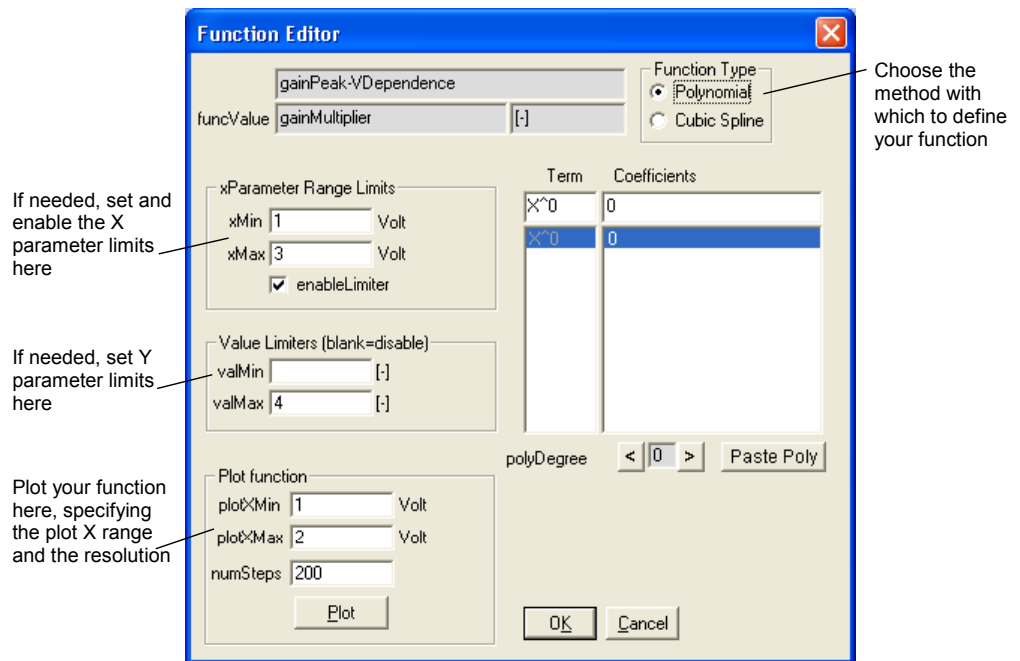 Function Editor
gainPeak-VDependence
funcValue gainMultiplier [-]
Function Type
Polynomial
Cubic Spline
Choose the
method with
which to define
your function
If needed, set and
enable the X
parameter limits
here
xParameter Range Limits
xMin 1 Volt
xMax 3 Volt
enableLimiter
Term Coefficients
X^0 0
X^0 0
If needed, set Y
parameter limits
here
Value Limiters (blank=disable)
valMin [-]
valMax 4 [-]
polyDegree < 0 > Paste Poly
Plot your function
here, specifying
the plot X range
and the resolution
Plot function
plotXMin 1 Volt
plotXMax 2 Volt
numSteps 200
Plot
OK Cancel